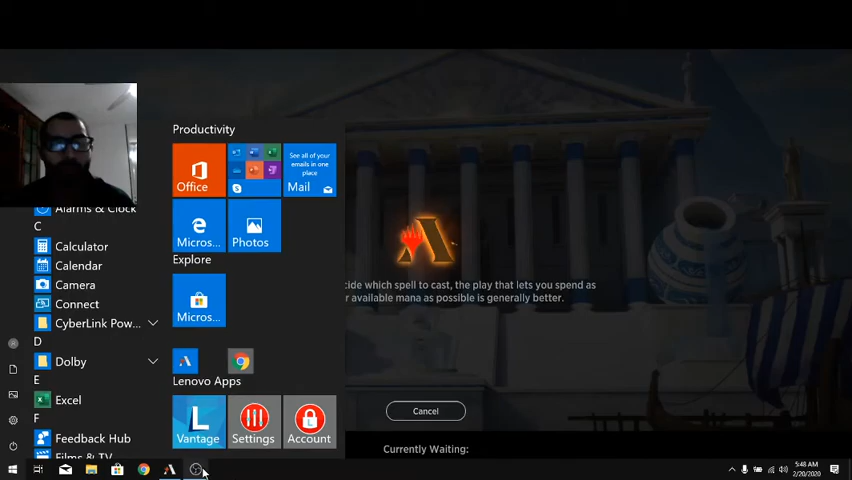 Productivity
Office
See all of your
emails in one
place
Mail
Micros...
Photos
Explore
Micros...
Lenovo Apps
L
Vantage
Settings
Account
Alarms & Clock
C
Calculator
Calendar
Camera
Connect
CyberLink Pow...
D
Dolby
E
Excel
F
Feedback Hub
Films & TV
cide which spell to cast, the play that lets you spend as
r available mana as possible is generally better.
Cancel
Currently Waiting:
5:48 AM
2/20/2020